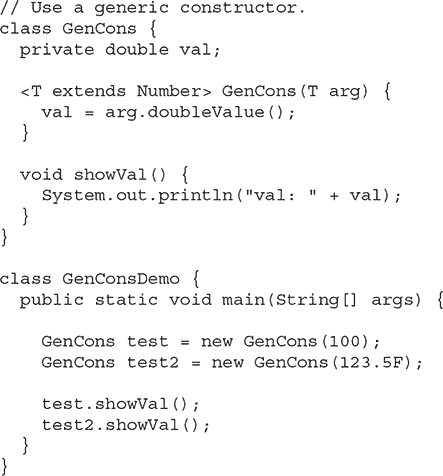 // Use a generic constructor.
class GenCons {
  private double val;

  <T extends Number> GenCons(T arg) {
    val = arg.doubleValue();
  }

  void showVal() {
    System.out.println("val: " + val);
  }
}

class GenConsDemo {
  public static void main(String[] args) {

    GenCons test = new GenCons(100);
    GenCons test2 = new GenCons(123.5F);

    test.showVal();
    test2.showVal();
  }
}